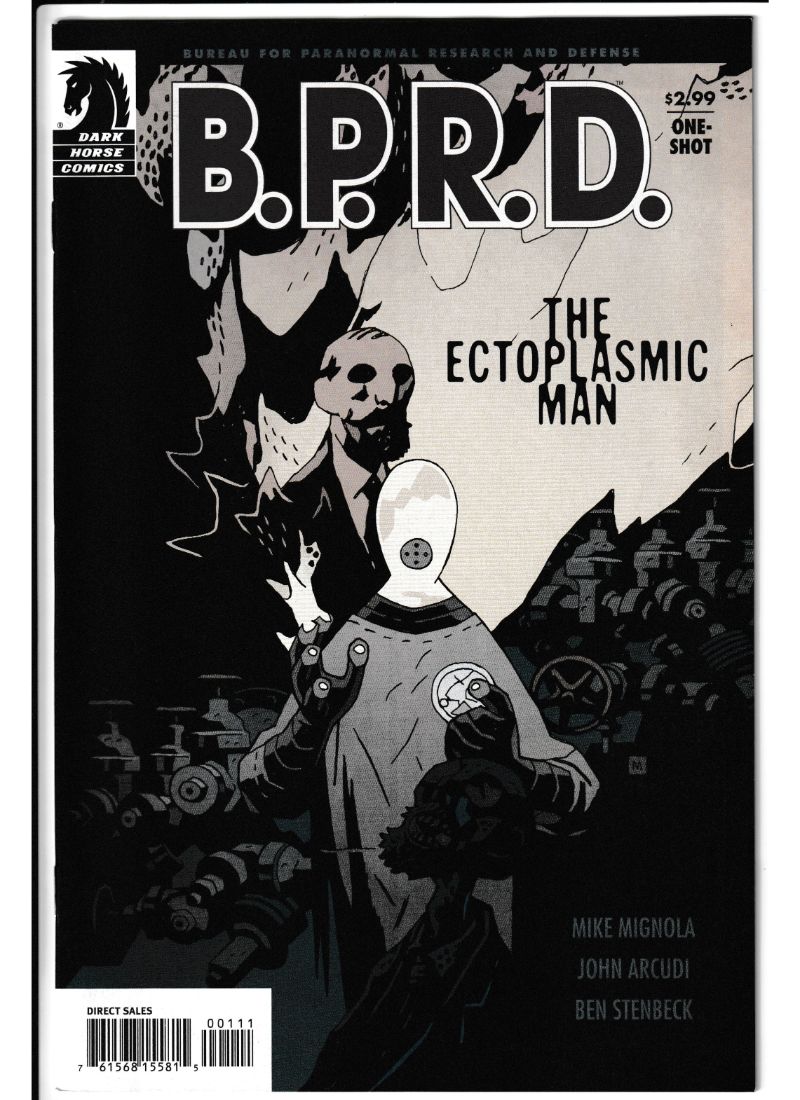 BUREAU FOR PARANORMAL RESEARCH AND DEFENSE
DARK
HORSE
COMICS
®
B.P.R.D.
™
$2.99
ONE-
SHOT
THE
ECTOPLASMIC
MAN
M
MIKE MIGNOLA
JOHN ARCUDI
BEN STENBECK
DIRECT SALES
00111
7 61568 15581 5